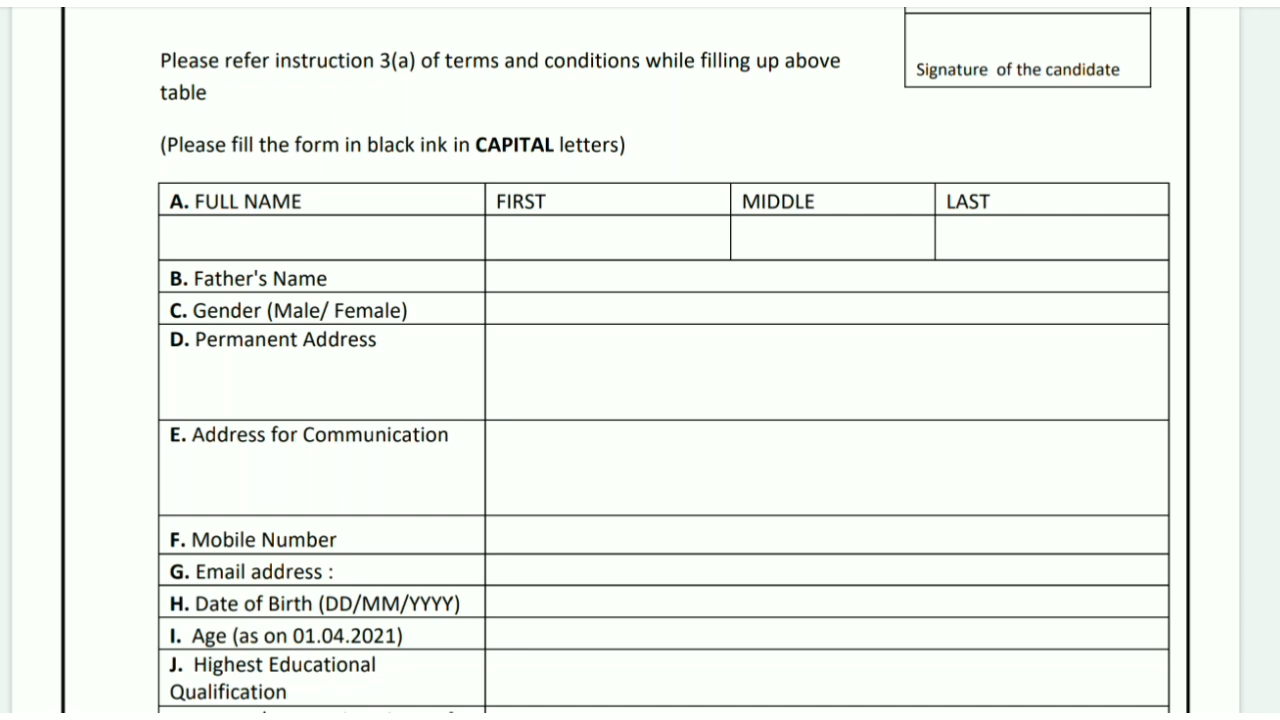 Please refer instruction 3(a) of terms and conditions while filling up above
table
Signature of the candidate
(Please fill the form in black ink in CAPITAL letters)
A. FULL NAME FIRST MIDDLE LAST
B. Father's Name
C. Gender (Male/ Female)
D. Permanent Address
E. Address for Communication
F. Mobile Number
G. Email address :
H. Date of Birth (DD/MM/YYYY)
I. Age (as on 01.04.2021)
J. Highest Educational
Qualification